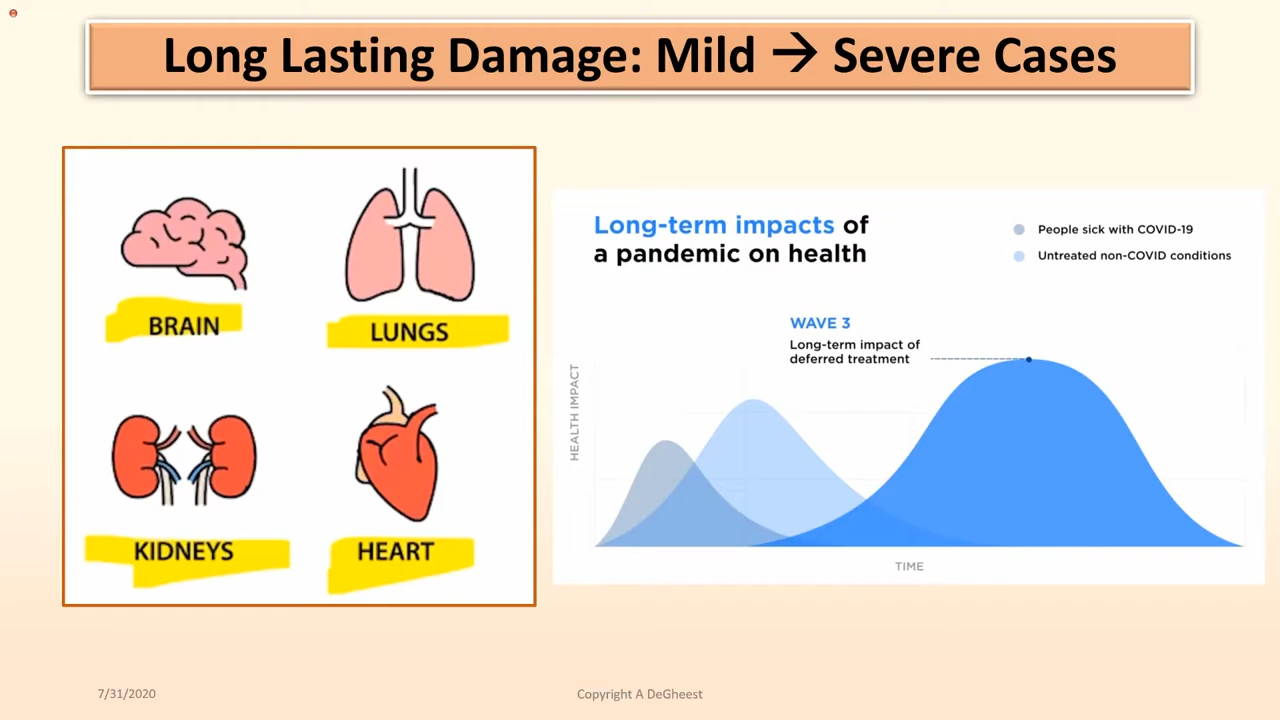 Long Lasting Damage: Mild → Severe Cases
BRAIN
LUNGS
KIDNEYS
HEART
Long-term impacts of
a pandemic on health
People sick with COVID-19
Untreated non-COVID conditions
WAVE 3
Long-term impact of
deferred treatment
HEALTH IMPACT
TIME
7/31/2020
Copyright A DeGheest